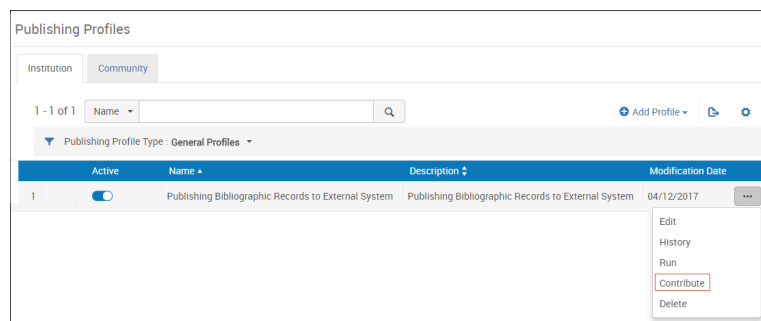 Publishing Profiles
Institution Community
1 - 1 of 1 Name Add Profile
Publishing Profile Type : General Profiles
Active Name Description Modification Date
1 Publishing Bibliographic Records to External System Publishing Bibliographic Records to External System 04/12/2017
Edit
History
Run
Contribute
Delete